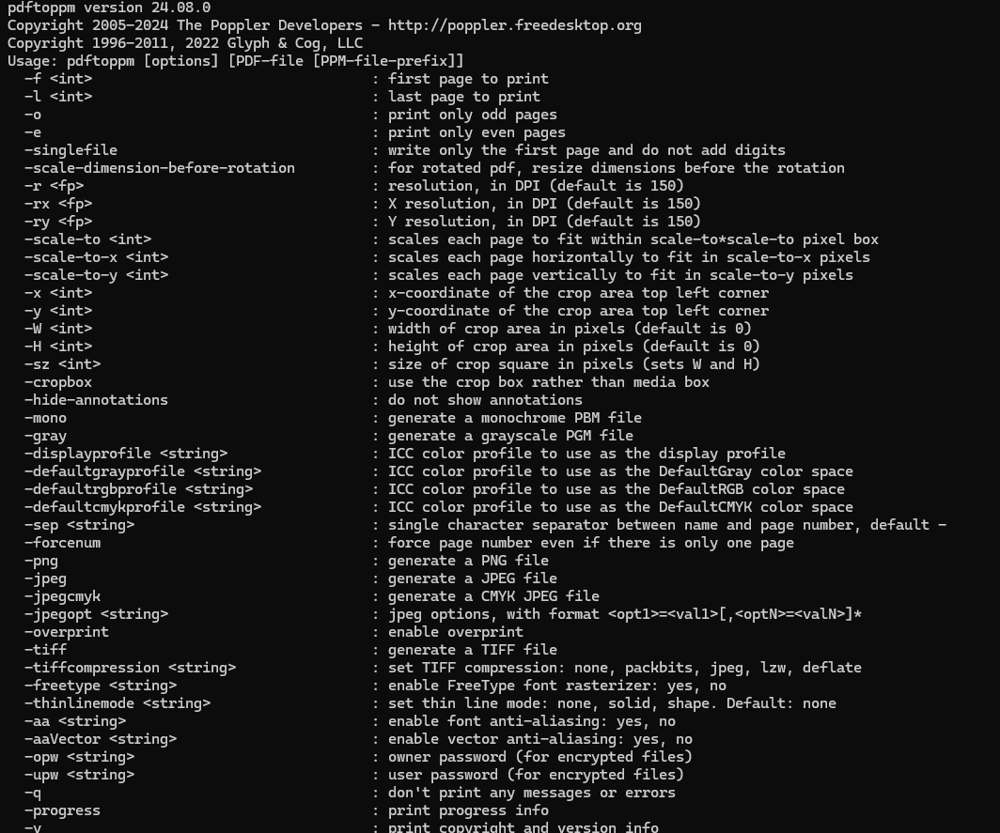 pdftoppm version 24.08.0
Copyright 2005-2024 The Poppler Developers - http://poppler.freedesktop.org
Copyright 1996-2011, 2022 Glyph & Cog, LLC
Usage: pdftoppm [options] [PDF-file [PPM-file-prefix]]
  -f <int>                                 : first page to print
  -l <int>                                 : last page to print
  -o                                       : print only odd pages
  -e                                       : print only even pages
  -singlefile                              : write only the first page and do not add digits
  -scale-dimension-before-rotation         : for rotated pdf, resize dimensions before the rotation
  -r <fp>                                  : resolution, in DPI (default is 150)
  -rx <fp>                                 : X resolution, in DPI (default is 150)
  -ry <fp>                                 : Y resolution, in DPI (default is 150)
  -scale-to <int>                          : scales each page to fit within scale-to*scale-to pixel box
  -scale-to-x <int>                        : scales each page horizontally to fit in scale-to-x pixels
  -scale-to-y <int>                        : scales each page vertically to fit in scale-to-y pixels
  -x <int>                                 : x-coordinate of the crop area top left corner
  -y <int>                                 : y-coordinate of the crop area top left corner
  -W <int>                                 : width of crop area in pixels (default is 0)
  -H <int>                                 : height of crop area in pixels (default is 0)
  -sz <int>                                : size of crop square in pixels (sets W and H)
  -cropbox                                 : use the crop box rather than media box
  -hide-annotations                        : do not show annotations
  -mono                                    : generate a monochrome PBM file
  -gray                                    : generate a grayscale PGM file
  -displayprofile <string>                 : ICC color profile to use as the display profile
  -defaultgrayprofile <string>             : ICC color profile to use as the DefaultGray color space
  -defaultrgbprofile <string>              : ICC color profile to use as the DefaultRGB color space
  -defaultcmykprofile <string>             : ICC color profile to use as the DefaultCMYK color space
  -sep <string>                            : single character separator between name and page number, default -
  -forcenum                                : force page number even if there is only one page
  -png                                     : generate a PNG file
  -jpeg                                    : generate a JPEG file
  -jpegcmyk                                : generate a CMYK JPEG file
  -jpegopt <string>                        : jpeg options, with format <opt1>=<val1>[,<optN>=<valN>]*
  -overprint                               : enable overprint
  -tiff                                    : generate a TIFF file
  -tiffcompression <string>                : set TIFF compression: none, packbits, jpeg, lzw, deflate
  -freetype <string>                       : enable FreeType font rasterizer: yes, no
  -thinlinemode <string>                   : set thin line mode: none, solid, shape. Default: none
  -aa <string>                             : enable font anti-aliasing: yes, no
  -aaVector <string>                       : enable vector anti-aliasing: yes, no
  -opw <string>                            : owner password (for encrypted files)
  -upw <string>                            : user password (for encrypted files)
  -q                                       : don't print any messages or errors
  -progress                                : print progress info
  -v                                       : print copyright and version info